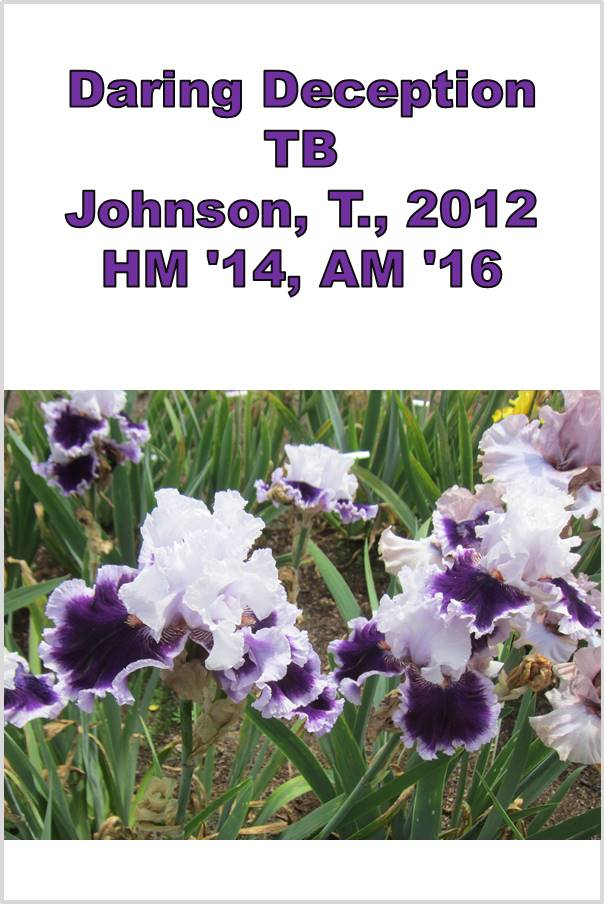 Daring Deception
TB
Johnson, T., 2012
HM '14, AM '16